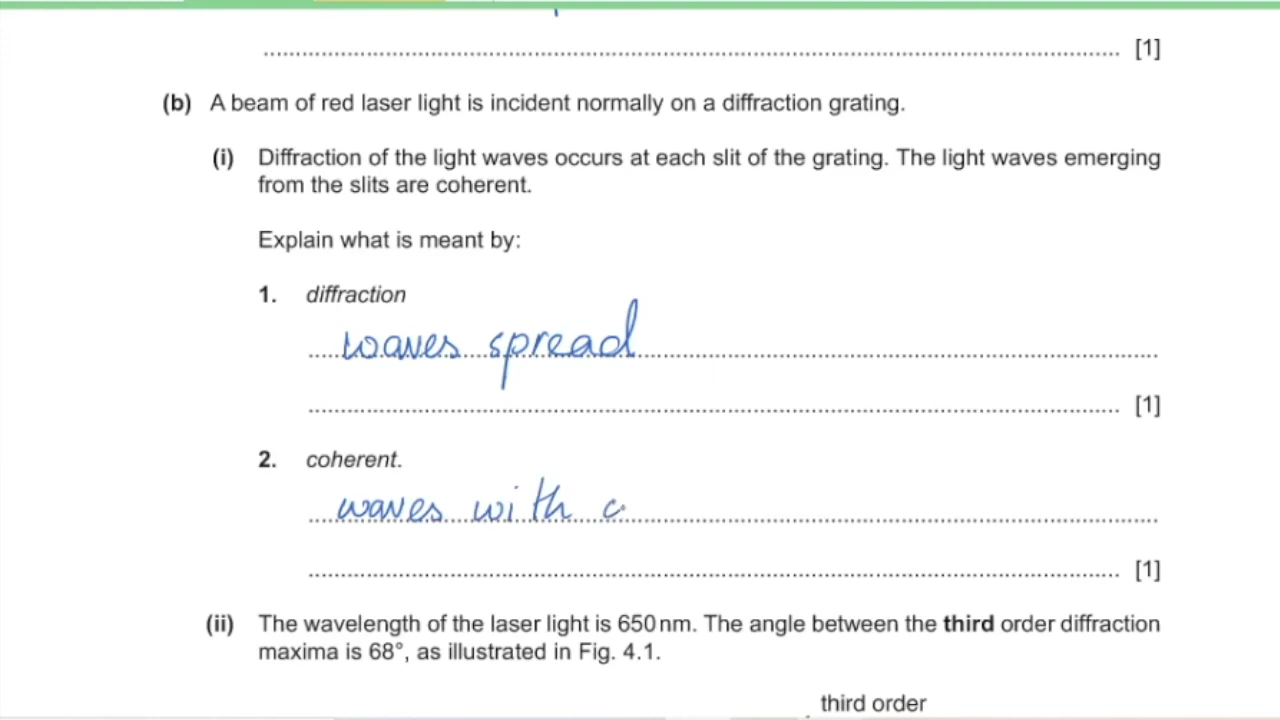 [1]
(b) A beam of red laser light is incident normally on a diffraction grating.
(i) Diffraction of the light waves occurs at each slit of the grating. The light waves emerging
from the slits are coherent.
Explain what is meant by:
1. diffraction
waves spread
[1]
2. coherent.
waves with c
[1]
(ii) The wavelength of the laser light is 650 nm. The angle between the third order diffraction
maxima is 68°, as illustrated in Fig. 4.1.
third order